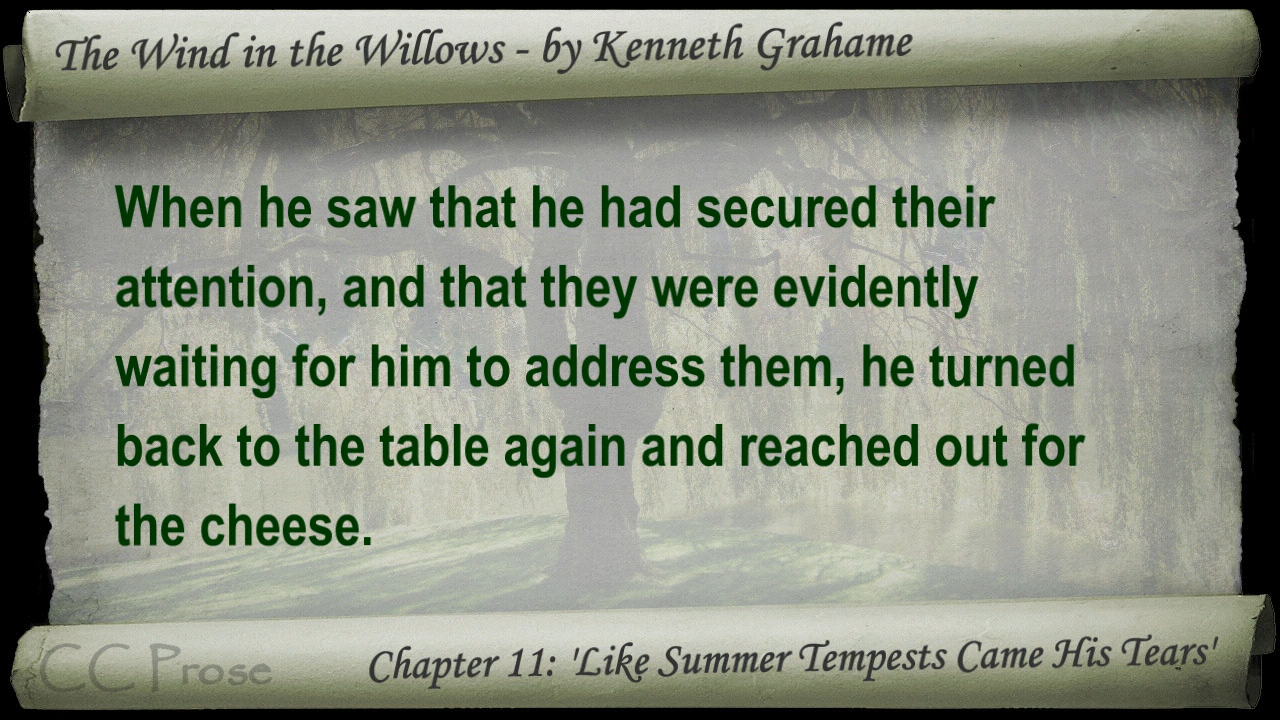 The Wind in the Willows - by Kenneth Grahame
When he saw that he had secured their
attention, and that they were evidently
waiting for him to address them, he turned
back to the table again and reached out for
the cheese.
CC Prose
Chapter 11: 'Like Summer Tempests Came His Tears'